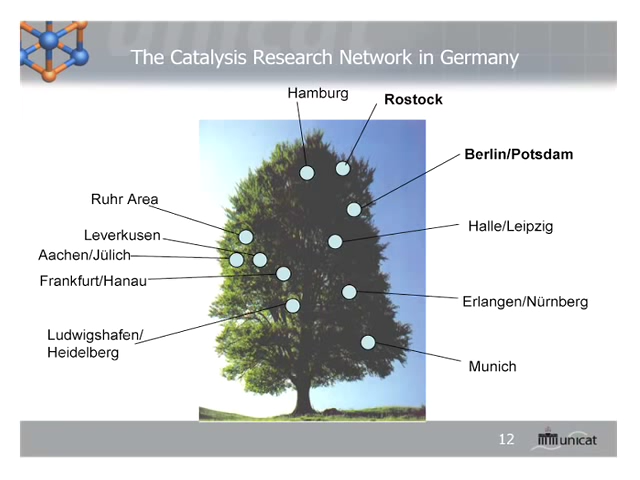 unicat
The Catalysis Research Network in Germany
Hamburg
Rostock
Berlin/Potsdam
Ruhr Area
Halle/Leipzig
Leverkusen
Aachen/Jülich
Frankfurt/Hanau
Erlangen/Nürnberg
Ludwigshafen/
Heidelberg
Munich
12
unicat